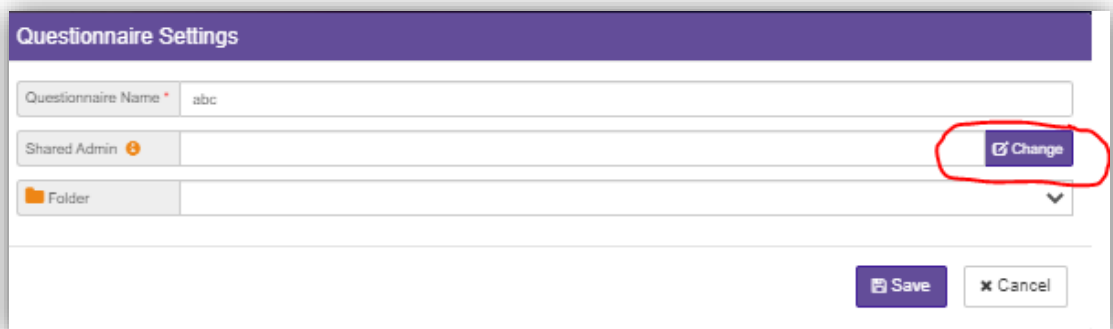 Questionnaire Settings
Questionnaire Name * abc
Shared Admin
Change
Folder
Save
Cancel